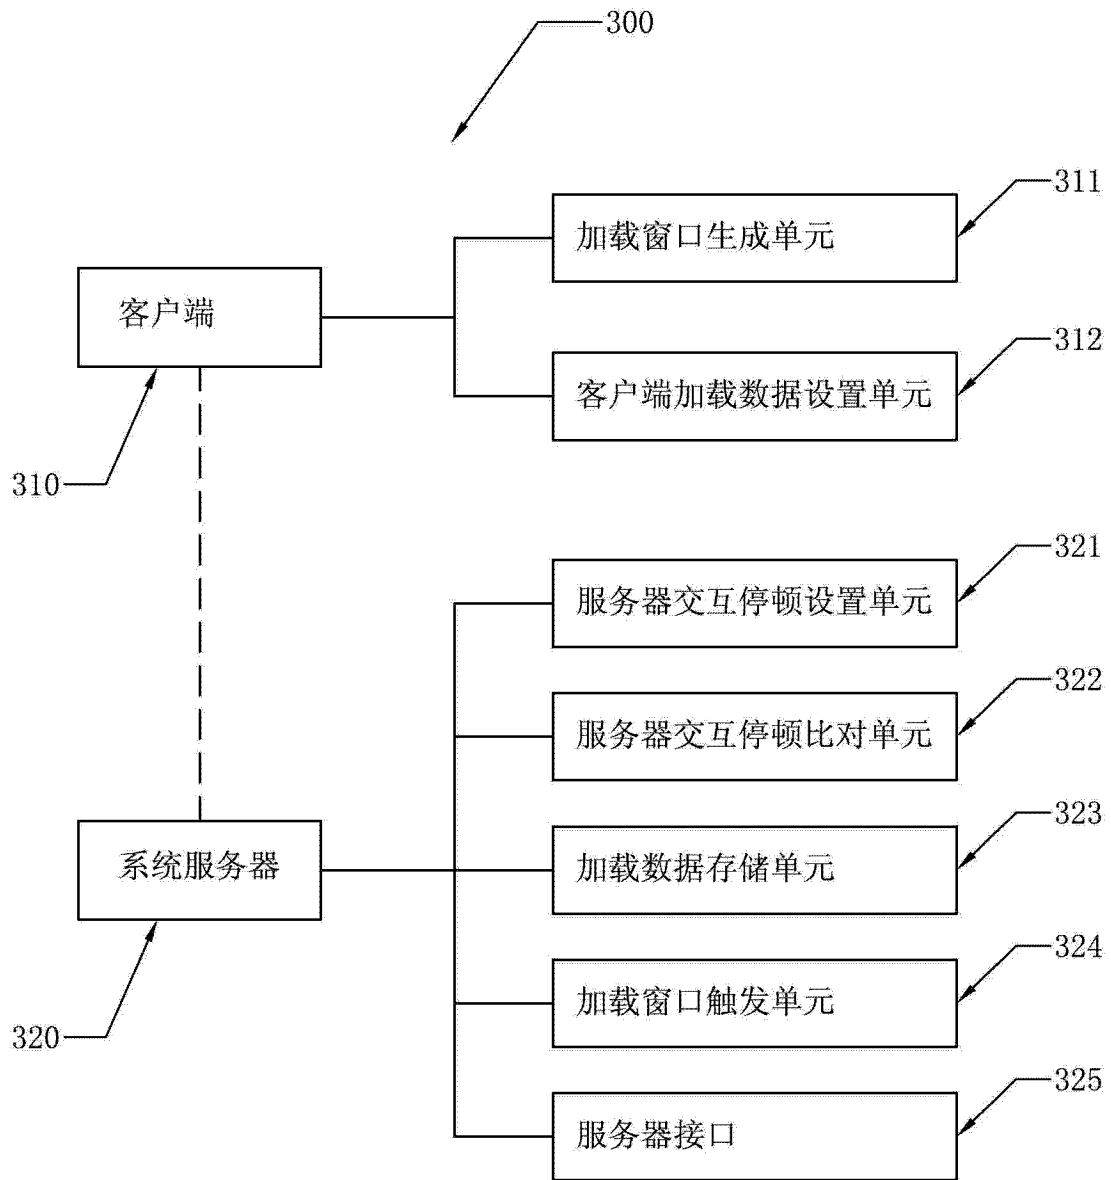 300
311
加载窗口生成单元
客户端
312
客户端加载数据设置单元
310
321
服务器交互停顿设置单元
322
服务器交互停顿比对单元
323
系统服务器
加载数据存储单元
324
加载窗口触发单元
320
325
服务器接口